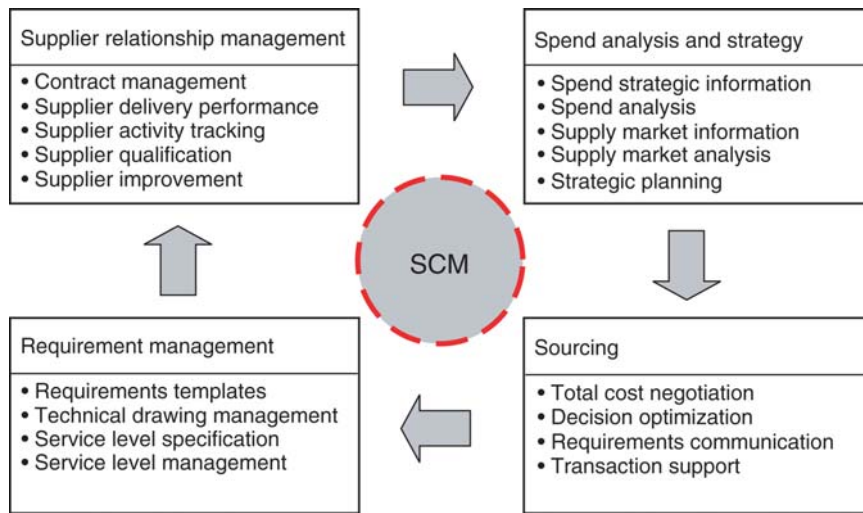 Supplier relationship management
• Contract management
• Supplier delivery performance
• Supplier activity tracking
• Supplier qualification
• Supplier improvement
Spend analysis and strategy
• Spend strategic information
• Spend analysis
• Supply market information
• Supply market analysis
• Strategic planning
SCM
Requirement management
• Requirements templates
• Technical drawing management
• Service level specification
• Service level management
Sourcing
• Total cost negotiation
• Decision optimization
• Requirements communication
• Transaction support